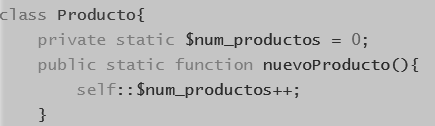 class Producto{
    private static $num_productos = 0;
    public static function nuevoProducto(){
        self::$num_productos++;
    }